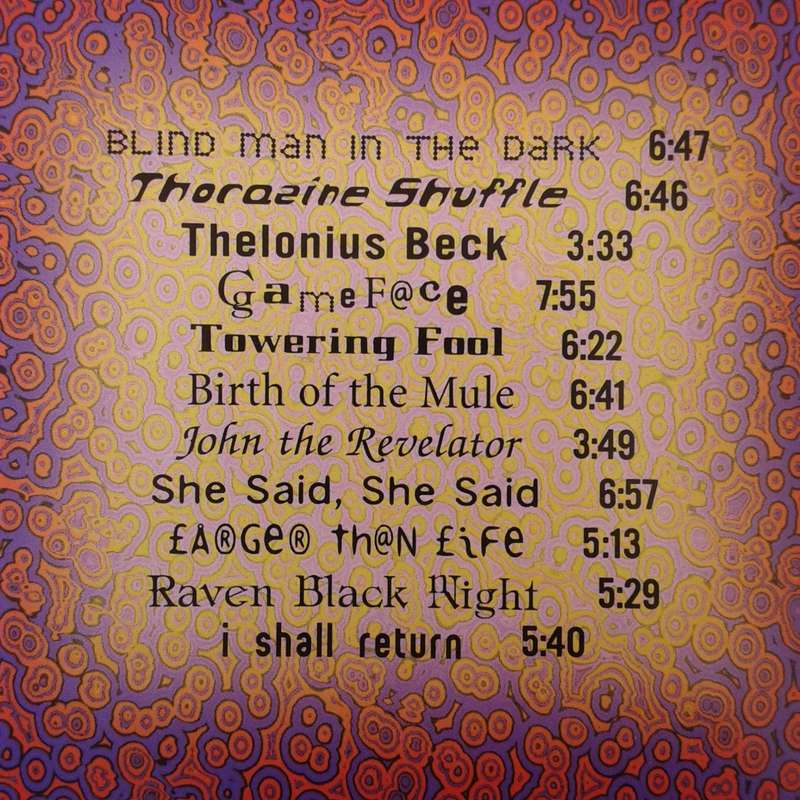 BLIND man in THe DaRK 6:47
Thorazine Shuffle 6:46
Thelonius Beck 3:33
GameF@ce 7:55
Towering Fool 6:22
Birth of the Mule 6:41
John the Revelator 3:49
She Said, She Said 6:57
£Å®Ge® th@N £iFe 5:13
Raven Black Night 5:29
i shall return 5:40